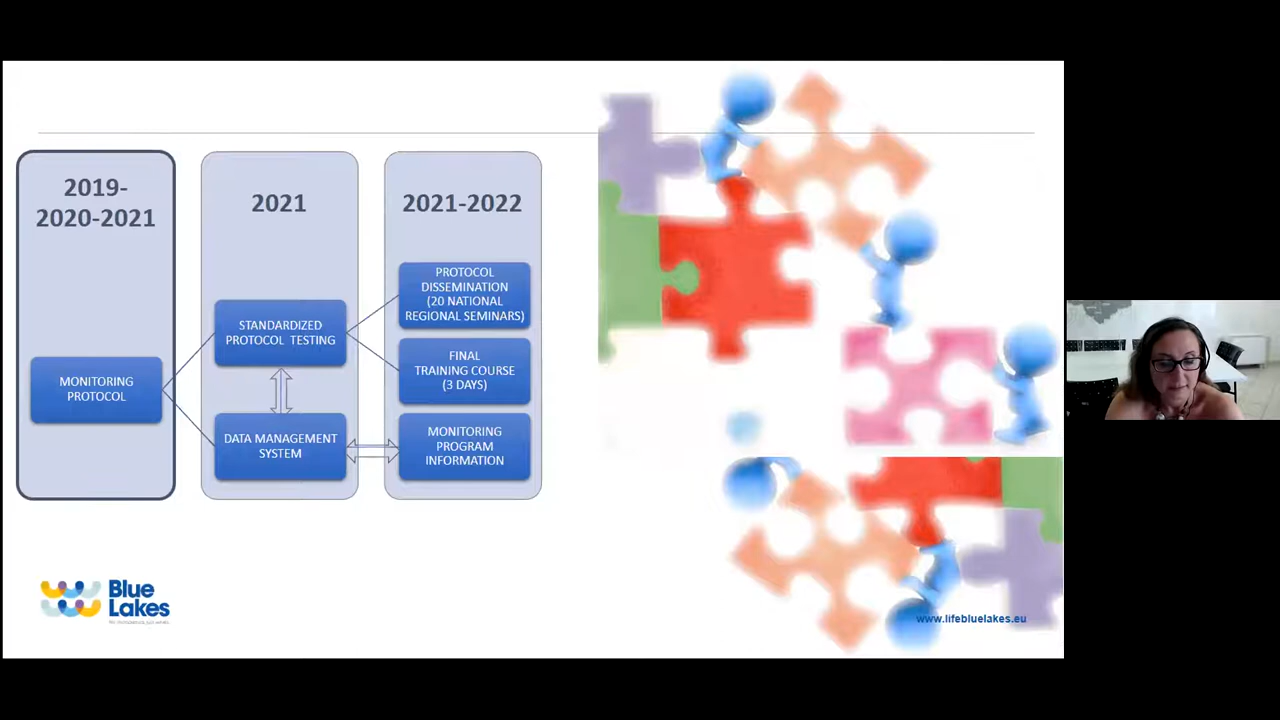 2019-
2020-2021
MONITORING
PROTOCOL
2021
STANDARDIZED
PROTOCOL TESTING
DATA MANAGEMENT
SYSTEM
2021-2022
PROTOCOL
DISSEMINATION
(20 NATIONAL
REGIONAL SEMINARS)
FINAL
TRAINING COURSE
(3 DAYS)
MONITORING
PROGRAM
INFORMATION
Blue
Lakes
www.lifebluelakes.eu